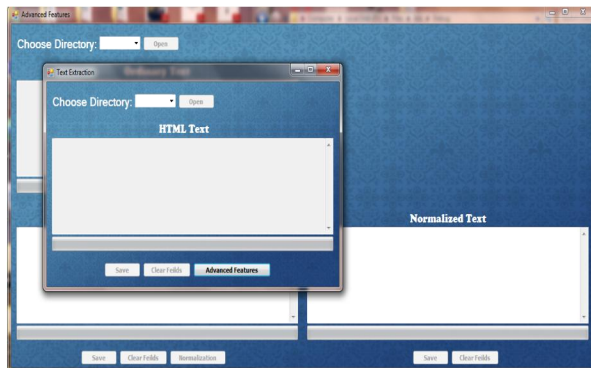 Advanced Features
Choose Directory:
Open
Text Extraction
Choose Directory:
Open
HTML Text
Save
Clear Feilds
Advanced Features
Normalized Text
Save
Clear Feilds
Normalization
Save
Clear Feilds